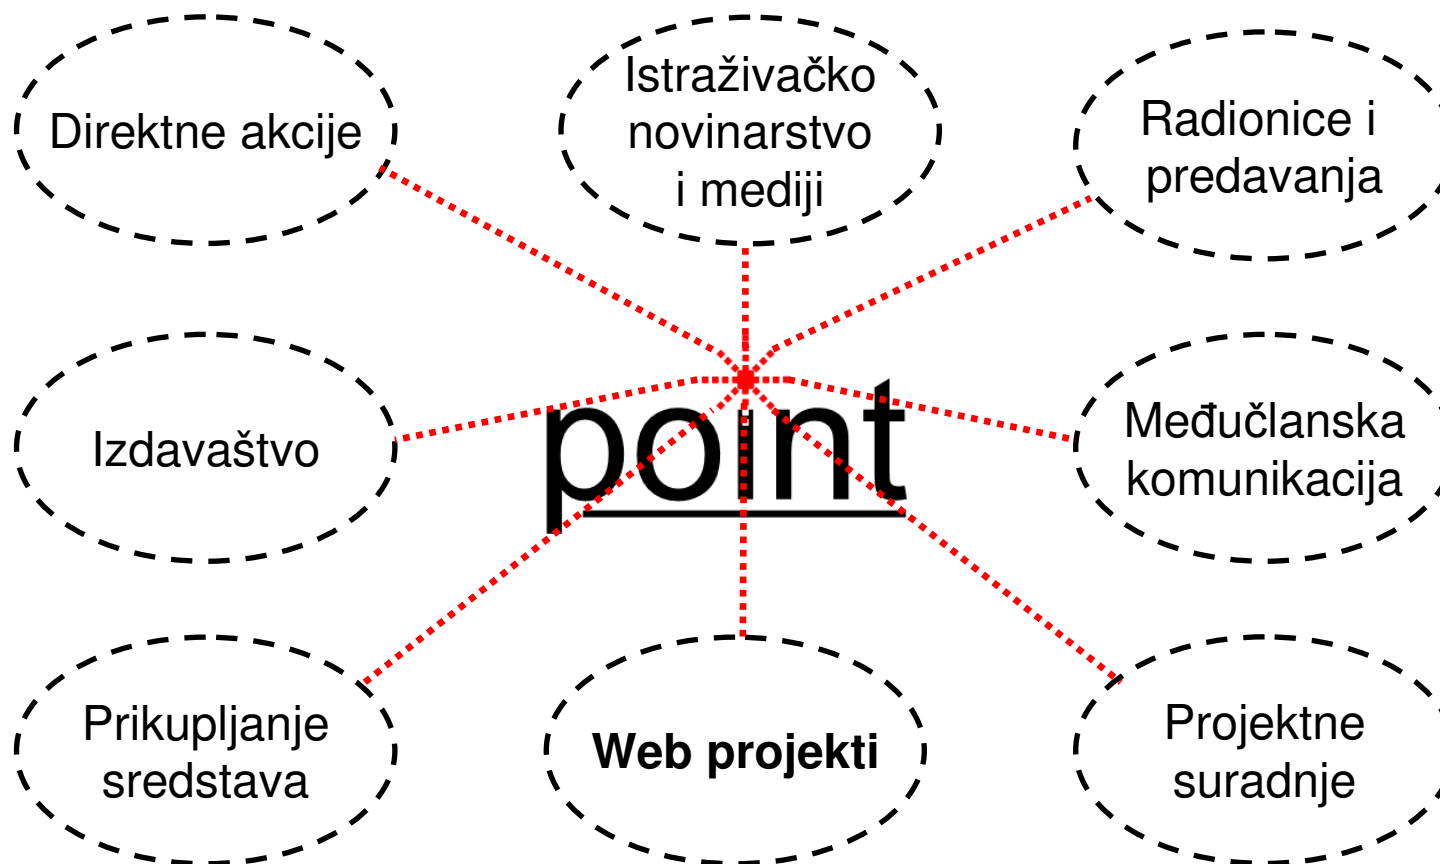 Direktne akcije
Istraživačko
novinarstvo
i mediji
Radionice i
predavanja
Izdavaštvo
point
Međučlanska
komunikacija
Prikupljanje
sredstava
Web projekti
Projektne
suradnje